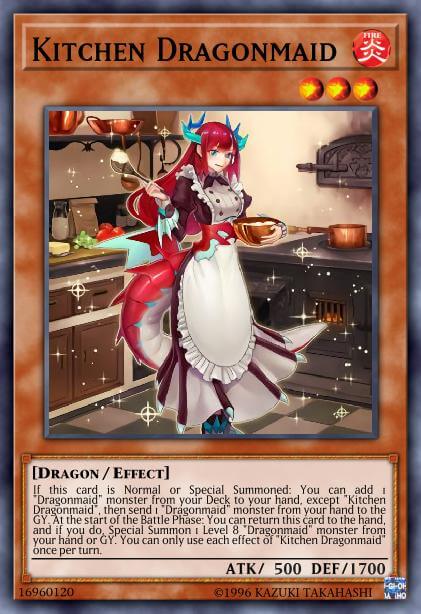 KITCHEN DRAGONMAID
FIRE
炎
[DRAGON / EFFECT]
If this card is Normal or Special Summoned: You can add 1
"Dragonmaid" monster from your Deck to your hand, except "Kitchen
Dragonmaid", then send 1 "Dragonmaid" monster from your hand to the
GY. At the start of the Battle Phase: You can return this card to the hand,
and if you do, Special Summon 1 Level 8 "Dragonmaid" monster from
your hand or GY. You can only use each effect of "Kitchen Dragonmaid"
once per turn.
ATK/ 500 DEF/1700
16960120
©1996 KAZUKI TAKAHASHI